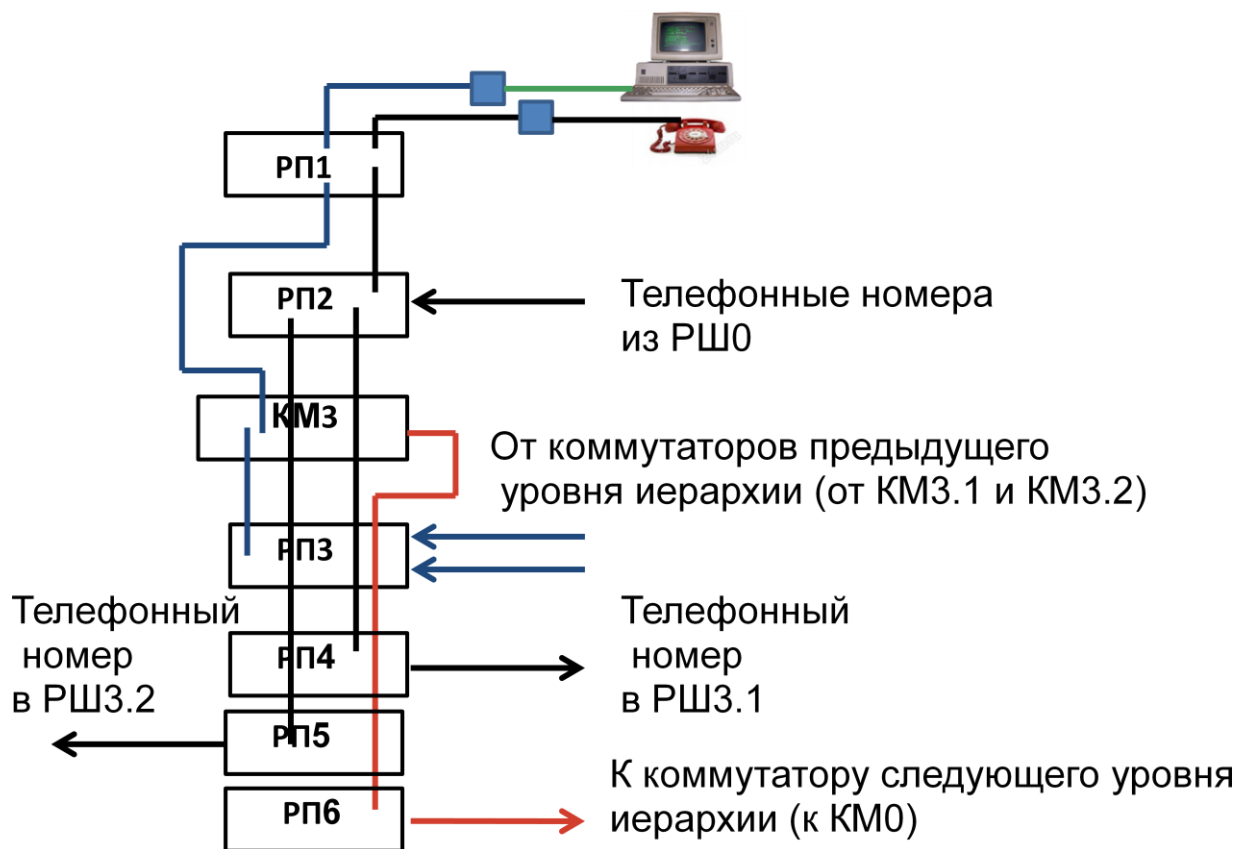 РП1
РП2
Телефонные номера
из РШ0
КМ3
От коммутаторов предыдущего
уровня иерархии (от КМ3.1 и КМ3.2)
РП3
Телефонный
номер
в РШ3.2
РП4
Телефонный
номер
в РШ3.1
РП5
РП6
К коммутатору следующего уровня
иерархии (к КМ0)